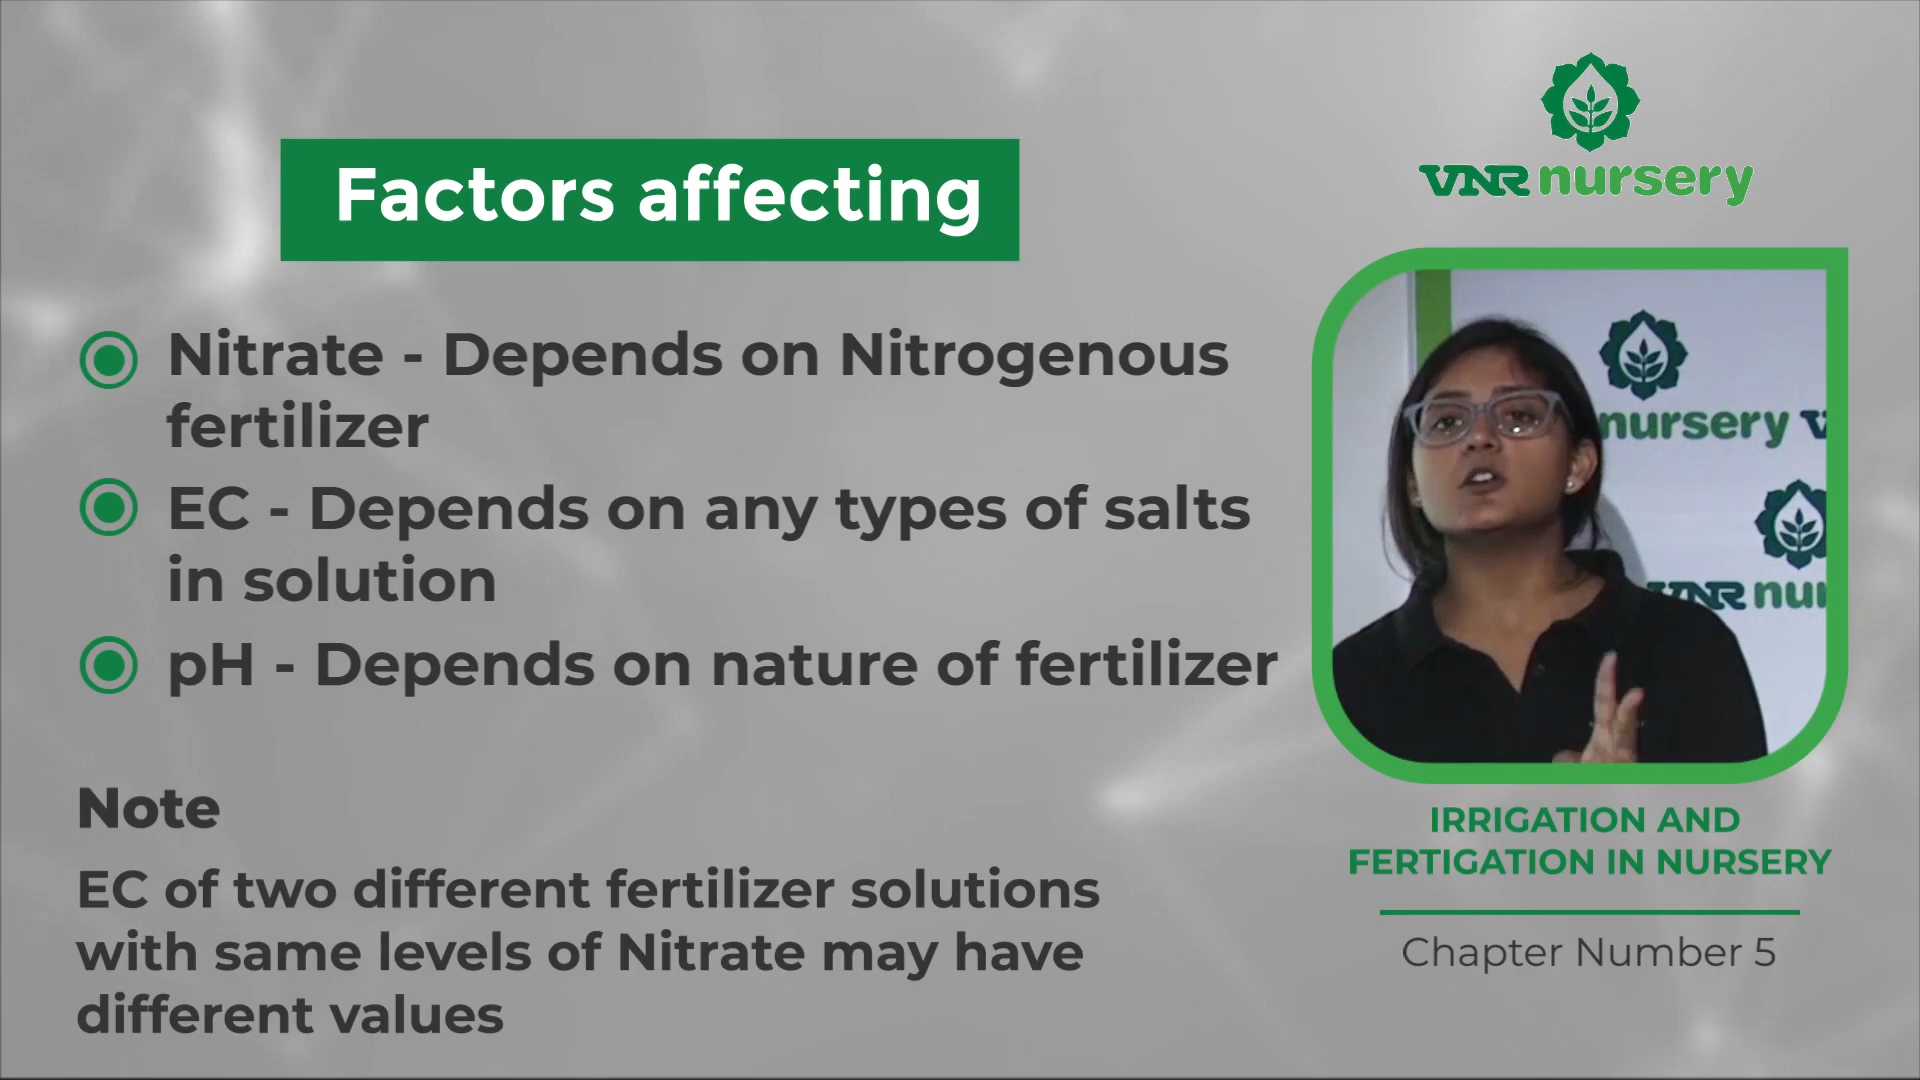 VNR nursery
Factors affecting
Nitrate - Depends on Nitrogenous
fertilizer
EC - Depends on any types of salts
in solution
pH - Depends on nature of fertilizer
Note
EC of two different fertilizer solutions
with same levels of Nitrate may have
different values
nursery V
VNR nur
IRRIGATION AND
FERTIGATION IN NURSERY
Chapter Number 5